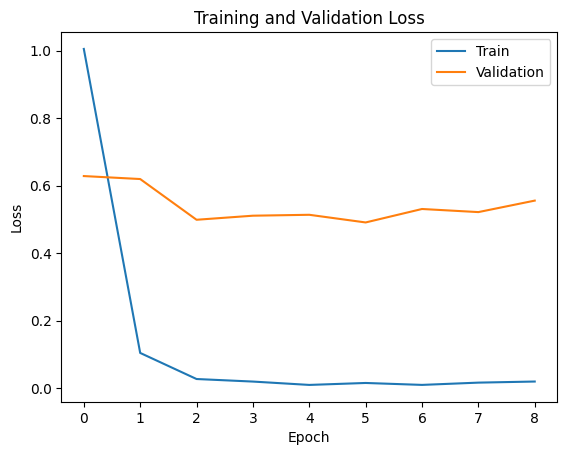 Training and Validation Loss
Train
Validation
1.0
0.8
0.6
0.4
0.2
0.0
Loss
0 1 2 3 4 5 6 7 8
Epoch